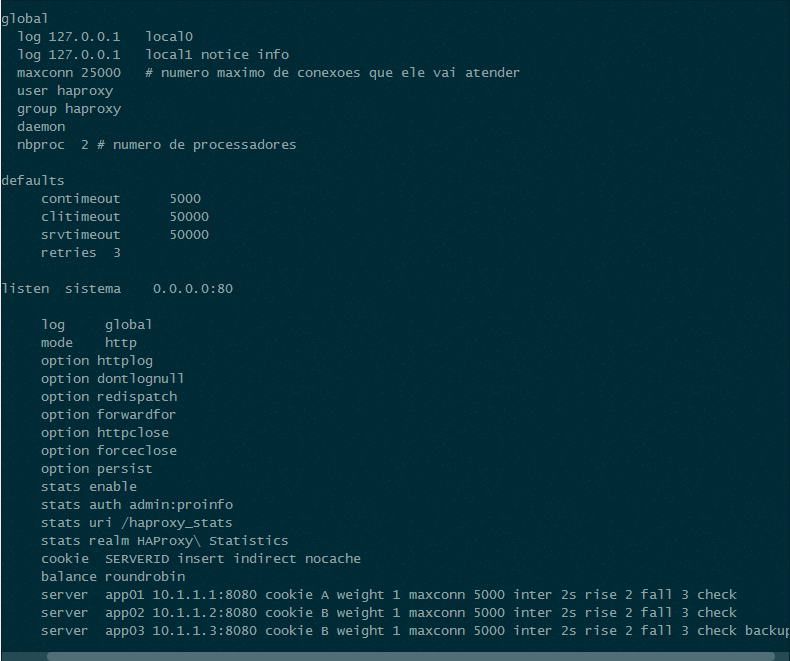 global
  log 127.0.0.1   local0
  log 127.0.0.1   local1 notice info
  maxconn 25000   # numero maximo de conexoes que ele vai atender
  user haproxy
  group haproxy
  daemon
  nbproc  2 # numero de processadores

defaults
     contimeout      5000
     clitimeout      50000
     srvtimeout      50000
     retries  3

listen  sistema    0.0.0.0:80

     log     global
     mode    http
     option httplog
     option dontlognull
     option redispatch
     option forwardfor
     option httpclose
     option forceclose
     option persist
     stats enable
     stats auth admin:proinfo
     stats uri /haproxy_stats
     stats realm HAProxy\ Statistics
     cookie  SERVERID insert indirect nocache
     balance roundrobin
     server  app01 10.1.1.1:8080 cookie A weight 1 maxconn 5000 inter 2s rise 2 fall 3 check
     server  app02 10.1.1.2:8080 cookie B weight 1 maxconn 5000 inter 2s rise 2 fall 3 check
     server  app03 10.1.1.3:8080 cookie B weight 1 maxconn 5000 inter 2s rise 2 fall 3 check backup